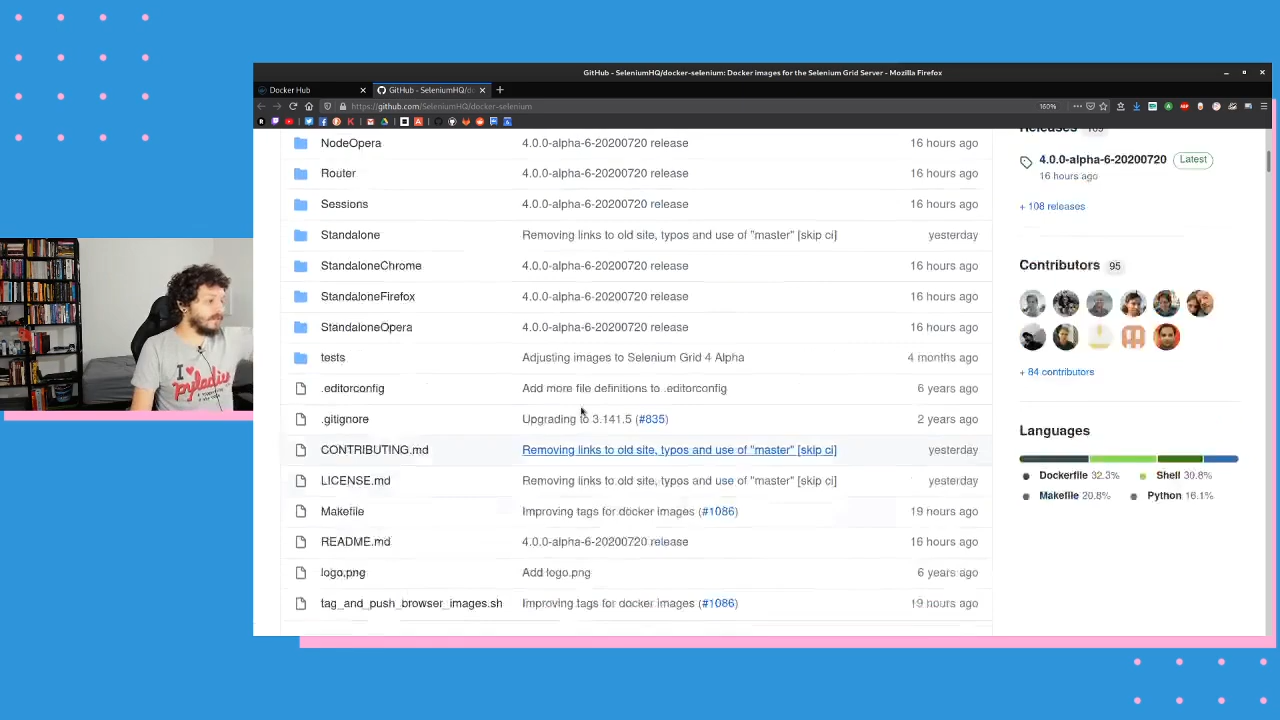 GitHub - SeleniumHQ/docker-selenium: Docker images for the Selenium Grid Server - Mozilla Firefox
Docker Hub
GitHub - SeleniumHQ/do
https://github.com/SeleniumHQ/docker-selenium
160%
NodeOpera 4.0.0-alpha-6-20200720 release 16 hours ago
Router 4.0.0-alpha-6-20200720 release 16 hours ago
Sessions 4.0.0-alpha-6-20200720 release 16 hours ago
Standalone Removing links to old site, typos and use of "master" [skip ci] yesterday
StandaloneChrome 4.0.0-alpha-6-20200720 release 16 hours ago
StandaloneFirefox 4.0.0-alpha-6-20200720 release 16 hours ago
StandaloneOpera 4.0.0-alpha-6-20200720 release 16 hours ago
tests Adjusting images to Selenium Grid 4 Alpha 4 months ago
.editorconfig Add more file definitions to .editorconfig 6 years ago
.gitignore Upgrading to 3.141.5 (#835) 2 years ago
CONTRIBUTING.md Removing links to old site, typos and use of "master" [skip ci] yesterday
LICENSE.md Removing links to old site, typos and use of "master" [skip ci] yesterday
Makefile Improving tags for docker images (#1086) 19 hours ago
README.md 4.0.0-alpha-6-20200720 release 16 hours ago
logo.png Add logo.png 6 years ago
tag_and_push_browser_images.sh Improving tags for docker images (#1086) 19 hours ago
Releases 109
4.0.0-alpha-6-20200720 Latest
16 hours ago
+ 108 releases
Contributors 95
+ 84 contributors
Languages
Dockerfile 32.3% Shell 30.8%
Makefile 20.8% Python 16.1%
I
pyladies